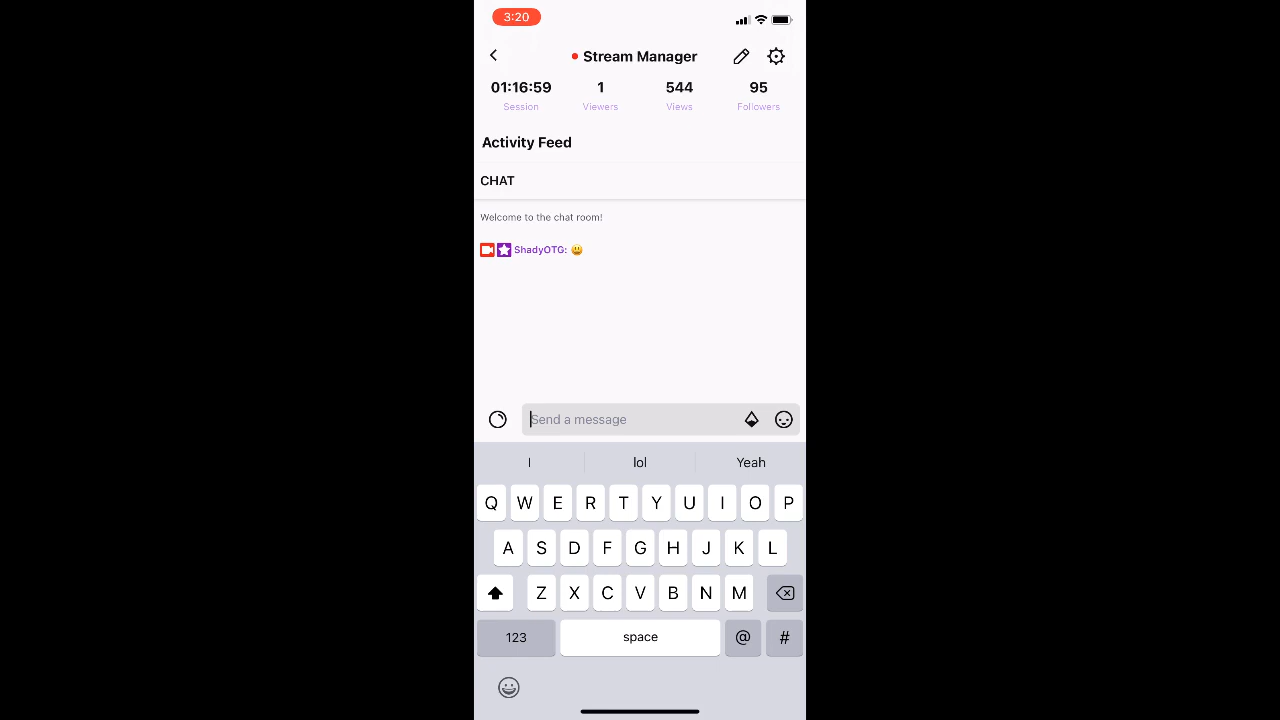 3:20
Stream Manager
01:16:59 1 544 95
Session Viewers Views Followers
Activity Feed
CHAT
Welcome to the chat room!
ShadyOTG: 😃
Send a message
I lol Yeah
Q W E R T Y U I O P
A S D F G H J K L
Z X C V B N M
123 space @ #